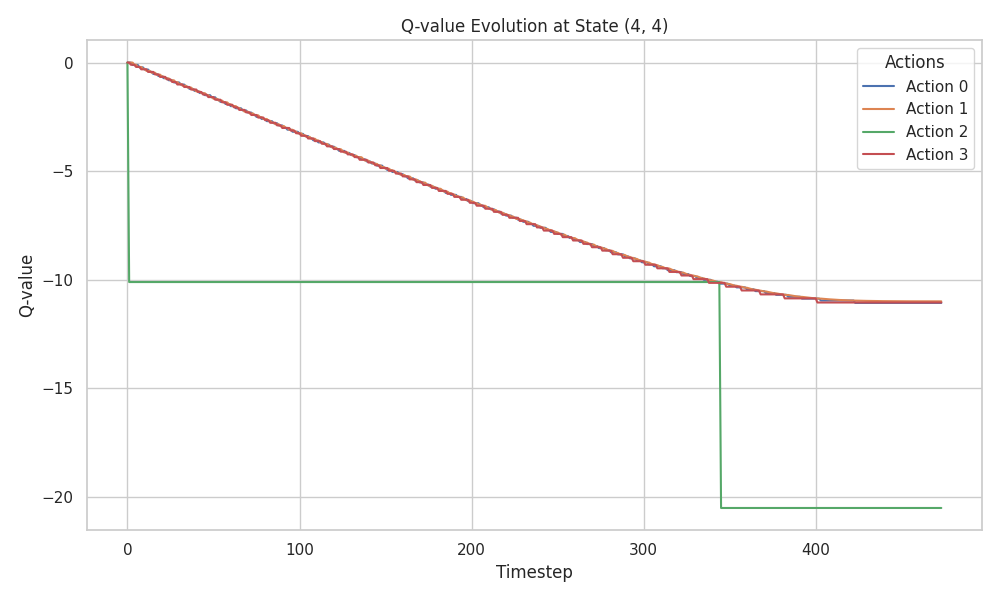 Q-value Evolution at State (4, 4)
Actions
Action 0
Action 1
Action 2
Action 3
Q-value
0
−5
−10
−15
−20
0 100 200 300 400
Timestep